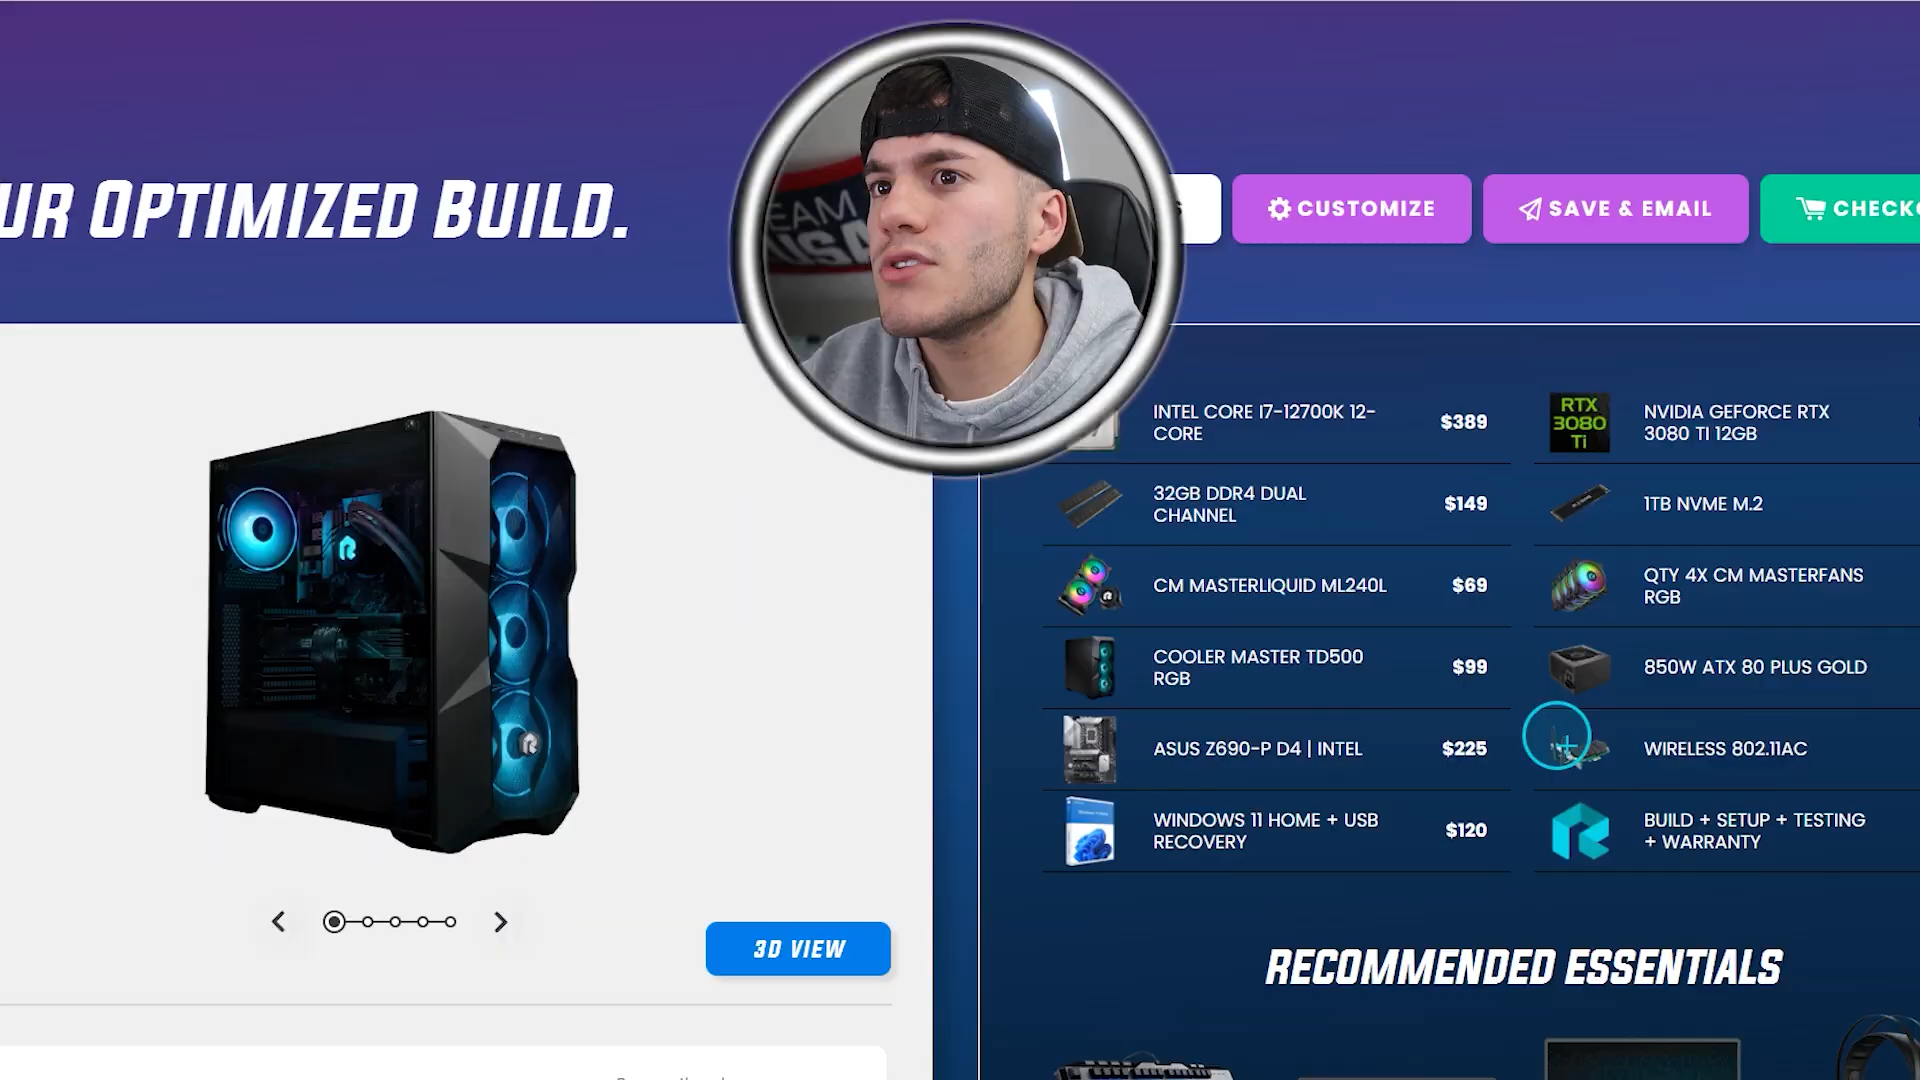 UR OPTIMIZED BUILD.
EAM
USA
CUSTOMIZE
SAVE & EMAIL
CHECKO
INTEL CORE I7-12700K 12-
CORE
$389
RTX
3080
Ti
NVIDIA GEFORCE RTX
3080 TI 12GB
32GB DDR4 DUAL
CHANNEL
$149
1TB NVME M.2
CM MASTERLIQUID ML240L
$69
QTY 4X CM MASTERFANS
RGB
COOLER MASTER TD500
RGB
$99
850W ATX 80 PLUS GOLD
ASUS Z690-P D4 | INTEL
$225
WIRELESS 802.11AC
WINDOWS 11 HOME + USB
RECOVERY
$120
BUILD + SETUP + TESTING
+ WARRANTY
3D VIEW
RECOMMENDED ESSENTIALS